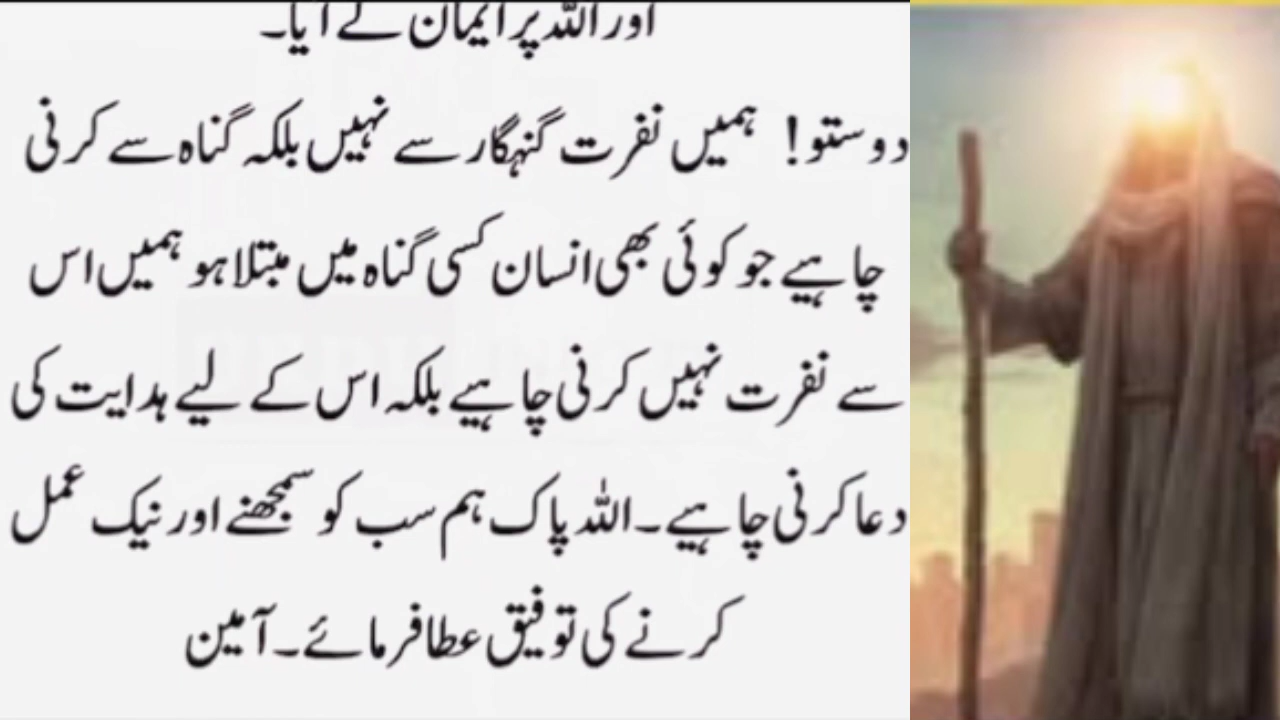 اور اللہ پر ایمان لے آیا۔
دوستو! ہمیں نفرت گنہگار سے نہیں بلکہ گناہ سے کرنی
چاہیے جو کوئی بھی انسان کسی گناہ میں مبتلا ہو ہمیں اس
سے نفرت نہیں کرنی چاہیے بلکہ اس کے لیے ہدایت کی
دعا کرنی چاہیے۔ اللہ پاک ہم سب کو سمجھنے اور نیک عمل
کرنے کی توفیق عطا فرمائے۔ آمین